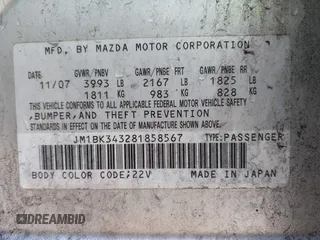 MFD. BY MAZDA MOTOR CORPORATION
GVWR/PNBV GAWR/PNBE FRT GAWR/PNBE RR
11/07 3993 LB 2167 LB 1825 LB
1811 KG 983 KG 828 KG
THIS VEHICLE CONFORMS TO ALL APPLICABLE FEDERAL MOTOR VEHICLE SAFETY,
,BUMPER,AND THEFT PREVENTION
STANDARDS IN EFFECT ON THE DATE OF MANUFACTURE SHOWN ABOVE.
JM1BK343281858567 TYPE:PASSENGER
BODY COLOR CODE;22V MADE IN JAPAN
DREAMBID